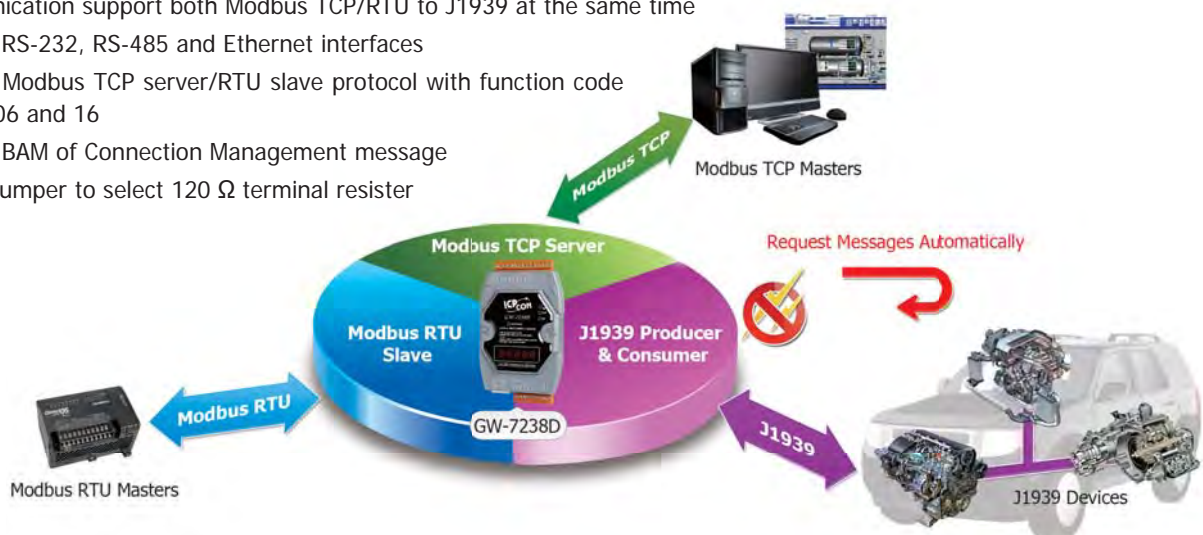 nication support both Modbus TCP/RTU to J1939 at the same time
RS-232, RS-485 and Ethernet interfaces
Modbus TCP server/RTU slave protocol with function code
06 and 16
BAM of Connection Management message
umper to select 120 Ω terminal resister
Modbus TCP
Modbus TCP Masters
Modbus TCP Server
Request Messages Automatically
ICP CON
Modbus RTU
Slave
J1939 Producer
& Consumer
Modbus RTU
GW-7238D
J1939
Modbus RTU Masters
J1939 Devices